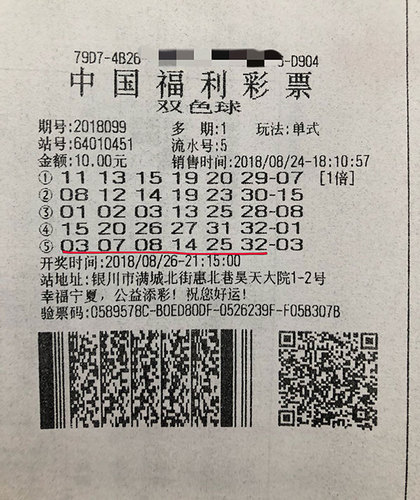 79D7-4B26
5-D904
中国福利彩票
双色球
期号:2018099 多期:1 玩法:单式
站号:64010451 流水号:5
金额:10.00元 销售时间:2018/08/24-18:10:57
① 11 13 15 19 20 29-07 [1倍]
② 08 12 14 19 23 30-15
③ 01 02 03 13 25 28-08
④ 15 20 26 27 31 32-01
⑤ 03 07 08 14 25 32-03
开奖时间:2018/08/26-21:15:00
站地址:银川市满城北街惠北巷昊天大院1-2号
幸福宁夏,公益添彩!祝您好运!
验票码:0589578C-B0ED80DF-0526239F-F05B307B